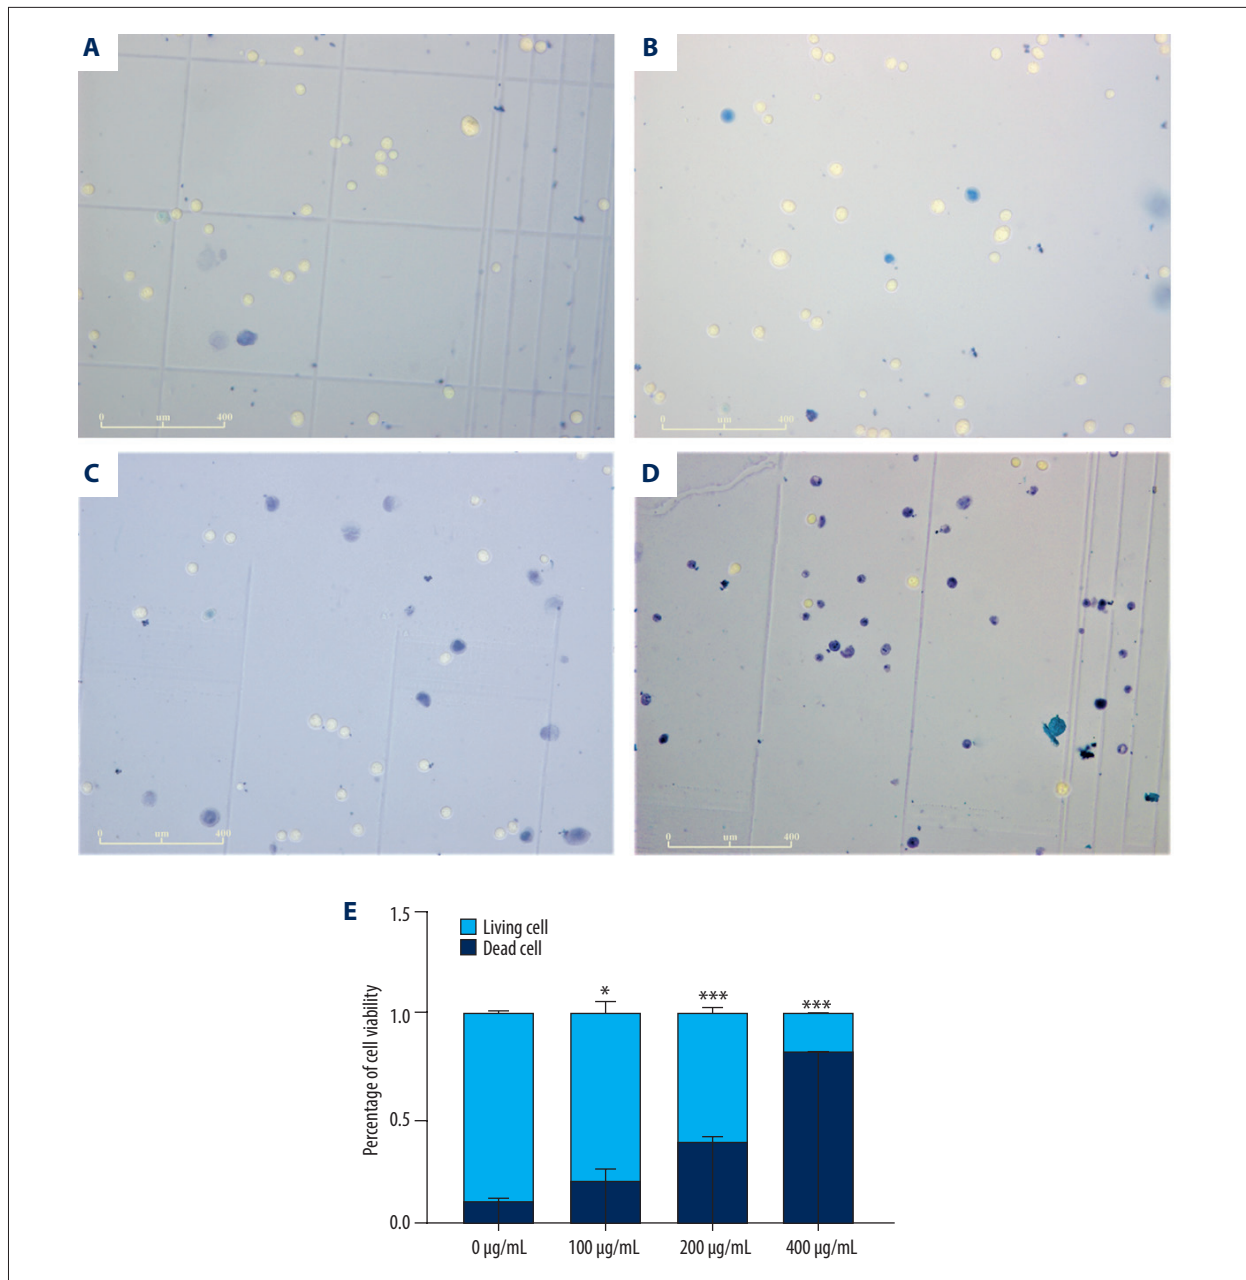 A
B
0 um 400
0 um 400
C
D
0 um 400
0 um 400
E
1.5
Living cell
Dead cell
* *** ***
1.0
Percentage of cell viability
0.5
0.0
0 µg/mL 100 µg/mL 200 µg/mL 400 µg/mL